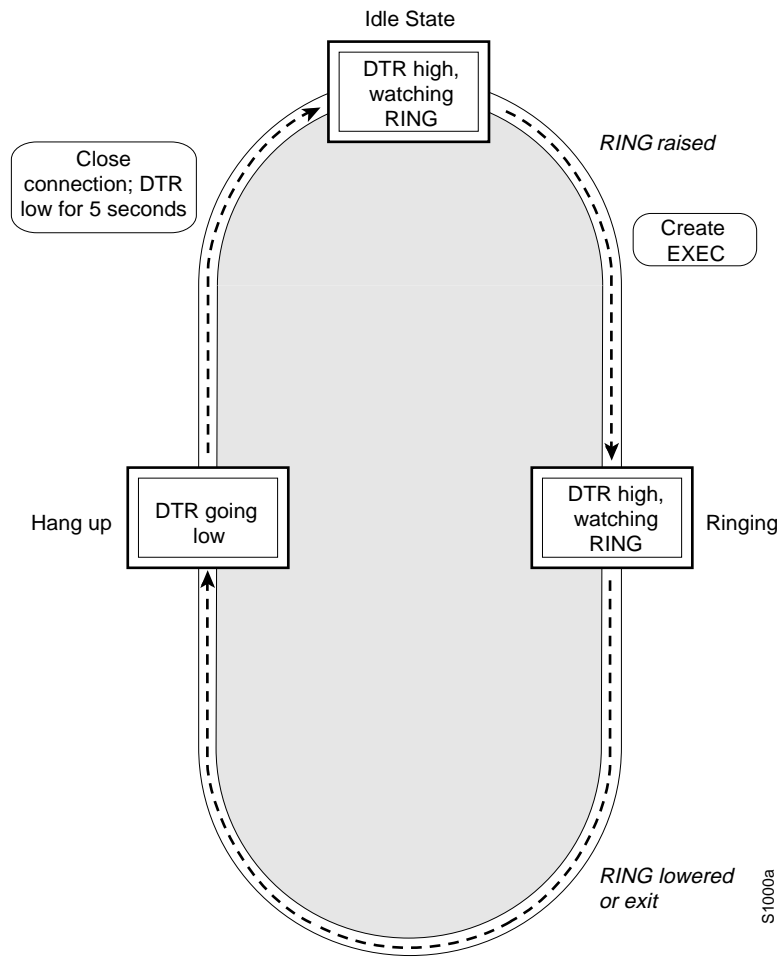 Idle State
DTR high,
watching
RING
RING raised
Close
connection; DTR
low for 5 seconds
Create
EXEC
Hang up
DTR going
low
DTR high,
watching
RING
Ringing
RING lowered
or exit
S1000a